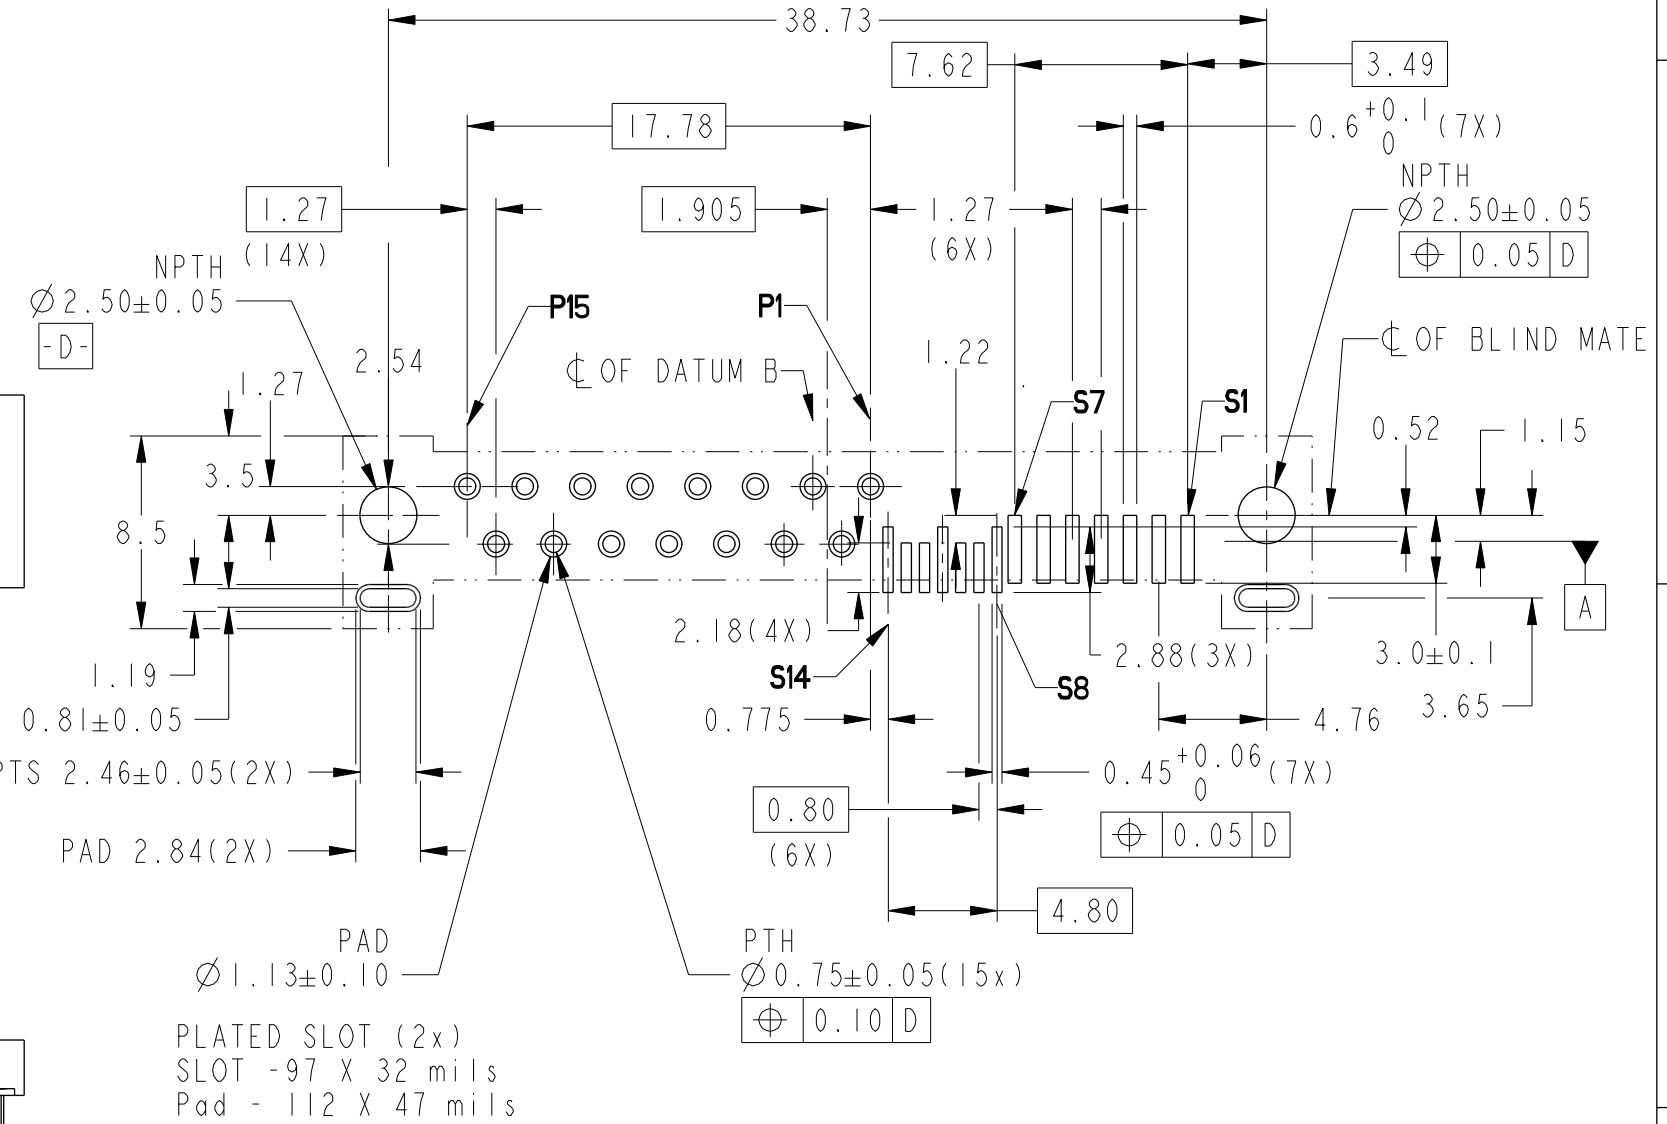 38.73
7.62
3.49
17.78
0.6 +0.1 0 (7X)
NPTH
Ø2.50±0.05
⌖ 0.05 D
1.27
(14X)
1.905
1.27
(6X)
NPTH
Ø2.50±0.05
-D-
P15
P1
2.54
℄ OF DATUM B
1.22
℄ OF BLIND MATE
1.27
S7
S1
0.52
1.15
3.5
8.5
2.18(4X)
S14
2.88(3X)
S8
3.0±0.1
A
1.19
0.81±0.05
0.775
4.76
3.65
PTS 2.46±0.05(2X)
0.45 +0.06 0 (7X)
⌖ 0.05 D
0.80
(6X)
PAD 2.84(2X)
4.80
PAD
Ø1.13±0.10
PTH
Ø0.75±0.05(15x)
⌖ 0.10 D
PLATED SLOT (2x)
SLOT -97 X 32 mils
Pad - 112 X 47 mils